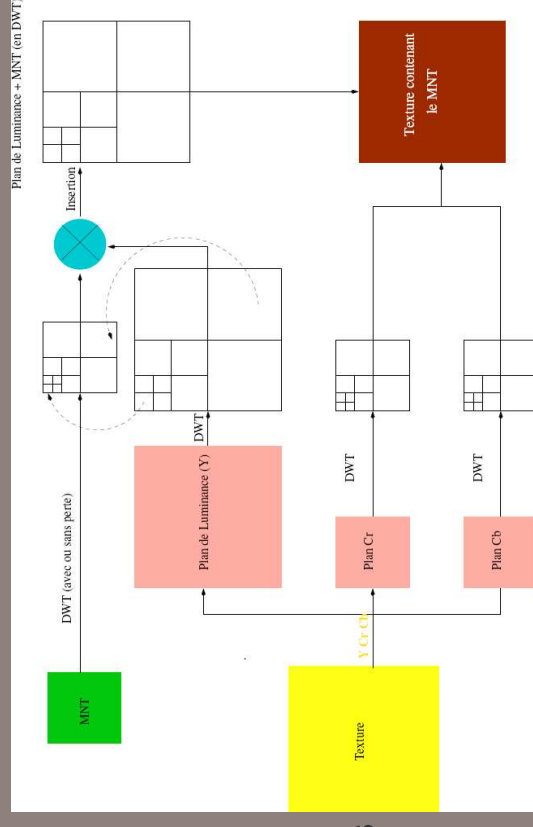 Plan de Luminance + MNT (en DWT)
Insertion
Texture contenant
le MNT
DWT (avec ou sans perte)
DWT
Plan de Luminance (Y)
DWT
DWT
Plan Cr
Plan Cb
MNT
Y Cr Cb
Texture